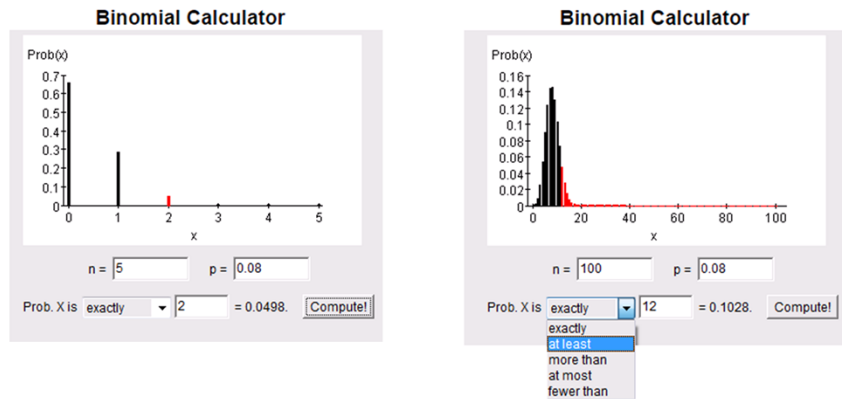 Binomial Calculator
Prob(x)
0.7
0.6
0.5
0.4
0.3
0.2
0.1
0
0 1 2 3 4 5
x
n = 5 p = 0.08
Prob. X is exactly 2 = 0.0498. Compute!
Binomial Calculator
Prob(x)
0.16
0.14
0.12
0.1
0.08
0.06
0.04
0.02
0
0 20 40 60 80 100
x
n = 100 p = 0.08
Prob. X is exactly 12 = 0.1028. Compute!
exactly
at least
more than
at most
fewer than